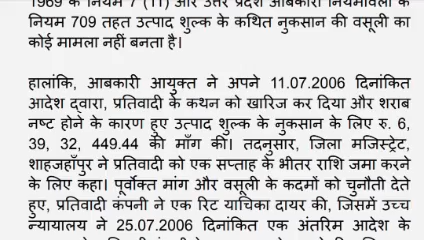 1969 के नियम 7 (11) और उत्तर प्रदेश आबकारी नियमावली के
नियम 709 तहत उत्पाद शुल्क के कथित नुकसान की वसूली का
कोई मामला नहीं बनता है।
हालांकि, आबकारी आयुक्त ने अपने 11.07.2006 दिनांकित
आदेश द्वारा, प्रतिवादी के कथन को खारिज कर दिया और शराब
नष्ट होने के कारण हुए उत्पाद शुल्क के नुकसान के लिए रु. 6,
39, 32, 449.44 की माँग की। तदनुसार, जिला मजिस्ट्रेट,
शाहजहाँपुर ने प्रतिवादी को एक सप्ताह के भीतर राशि जमा करने
के लिए कहा। पूर्वोक्त मांग और वसूली के कदमों को चुनौती देते
हुए, प्रतिवादी कंपनी ने एक रिट याचिका दायर की, जिसमें उच्च
न्यायालय ने 25.07.2006 दिनांकित एक अंतरिम आदेश के